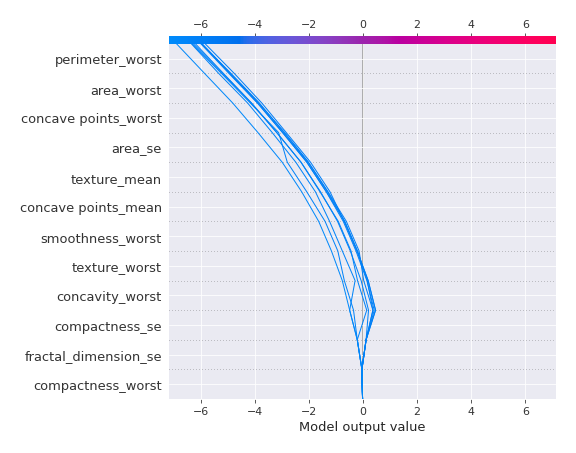 −6 −4 −2 0 2 4 6
perimeter_worst
area_worst
concave points_worst
area_se
texture_mean
concave points_mean
smoothness_worst
texture_worst
concavity_worst
compactness_se
fractal_dimension_se
compactness_worst
−6 −4 −2 0 2 4 6
Model output value